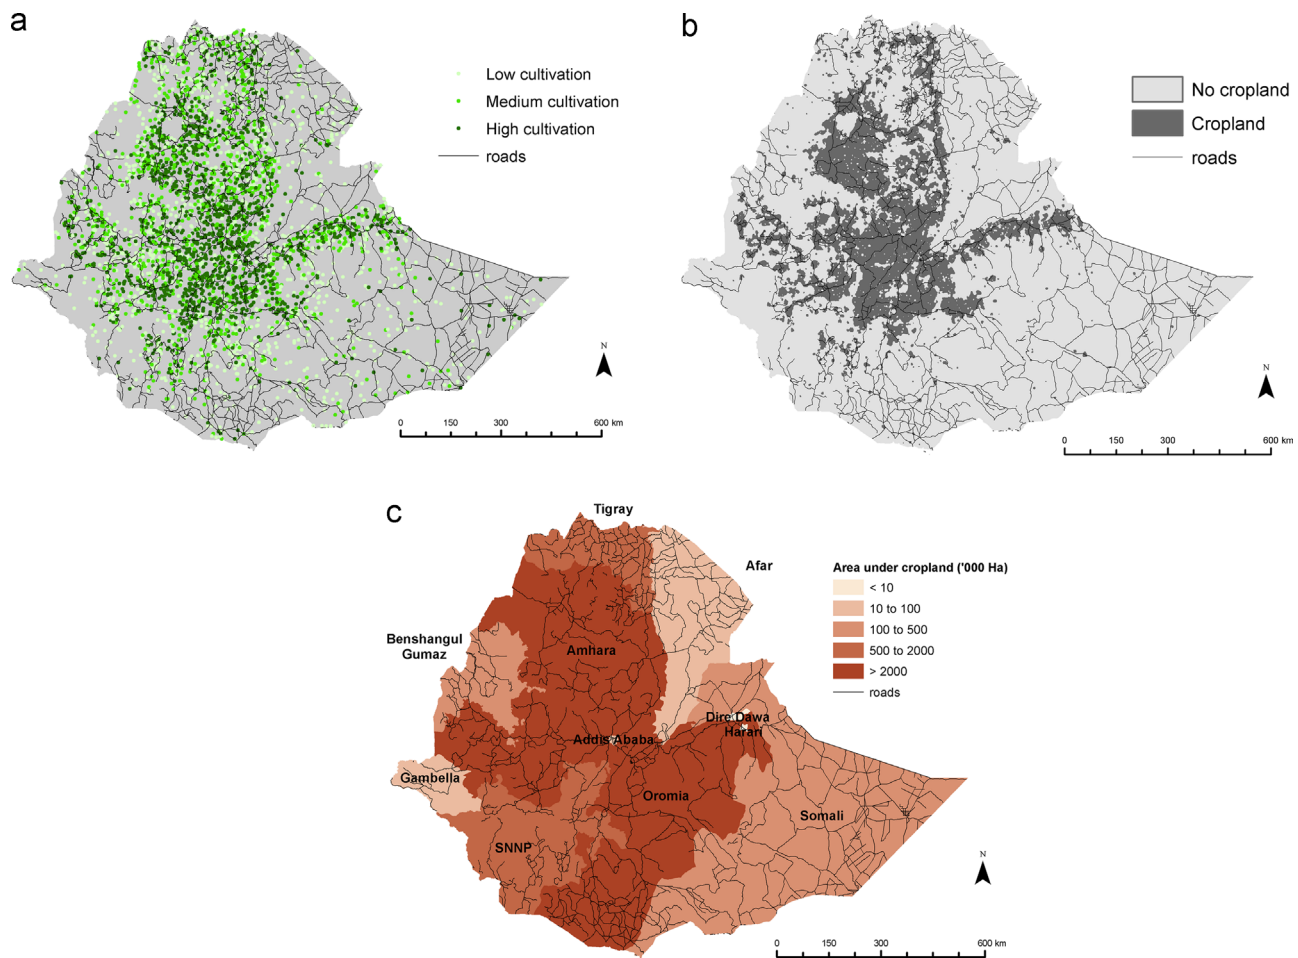 a
Low cultivation
Medium cultivation
High cultivation
roads
N
0 150 300 600 km
b
No cropland
Cropland
roads
N
0 150 300 600 km
c
Tigray
Afar
Area under cropland ('000 Ha)
< 10
10 to 100
100 to 500
500 to 2000
> 2000
roads
Benshangul
Gumaz
Amhara
Dire Dawa
Harari
Addis Ababa
Gambella
Oromia
Somali
SNNP
N
0 150 300 600 km